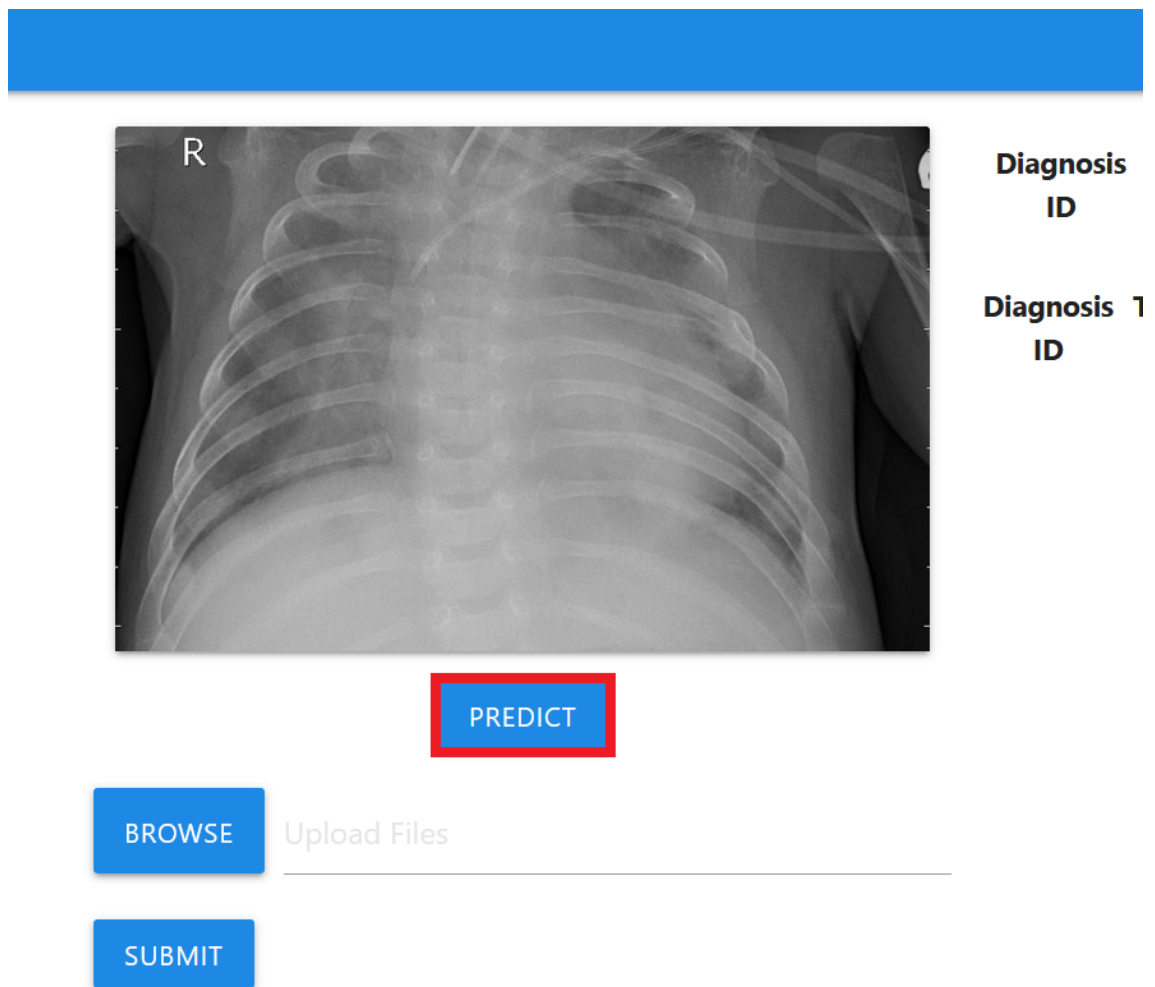 R
Diagnosis
ID
Diagnosis T
ID
PREDICT
BROWSE
Upload Files
SUBMIT